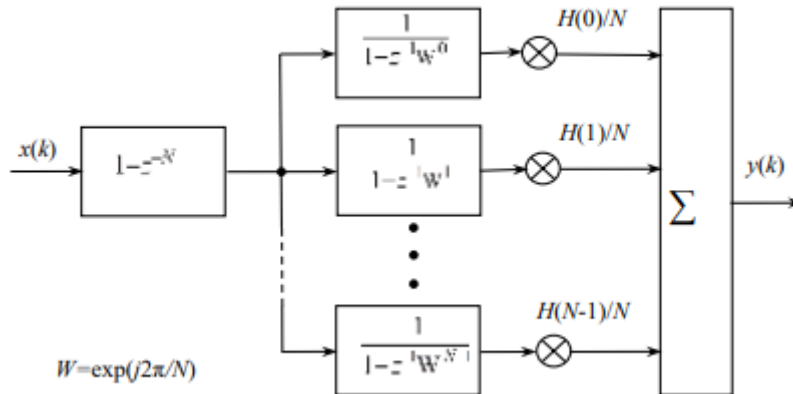 H(0)/N
1
1–z⁻¹W⁰
x(k)
1–z⁻ᴺ
H(1)/N
1
1–z⁻¹W¹
y(k)
∑
H(N-1)/N
1
1–z⁻¹Wᴺ⁻¹
W=exp(j2π/N)